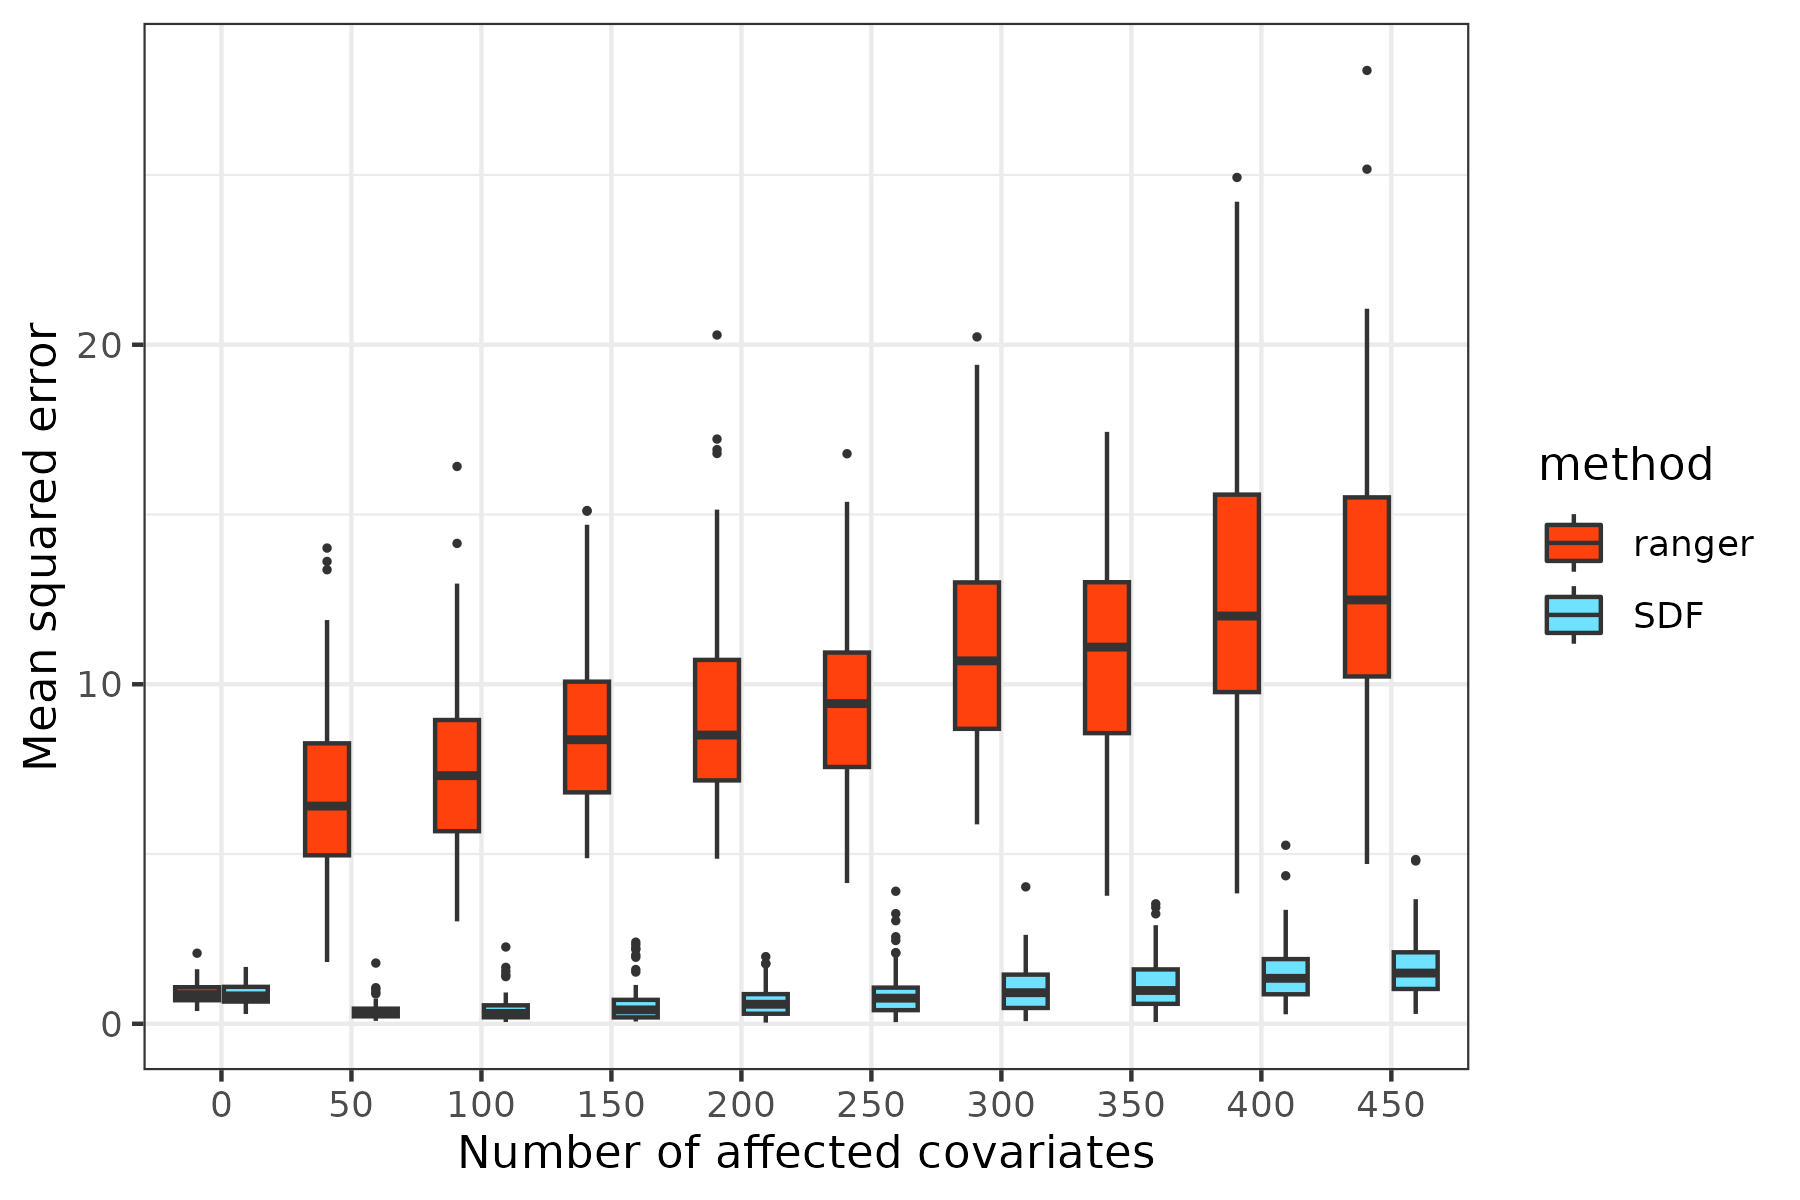 Mean squared error
20
10
0
0 50 100 150 200 250 300 350 400 450
Number of affected covariates
method
ranger
SDF